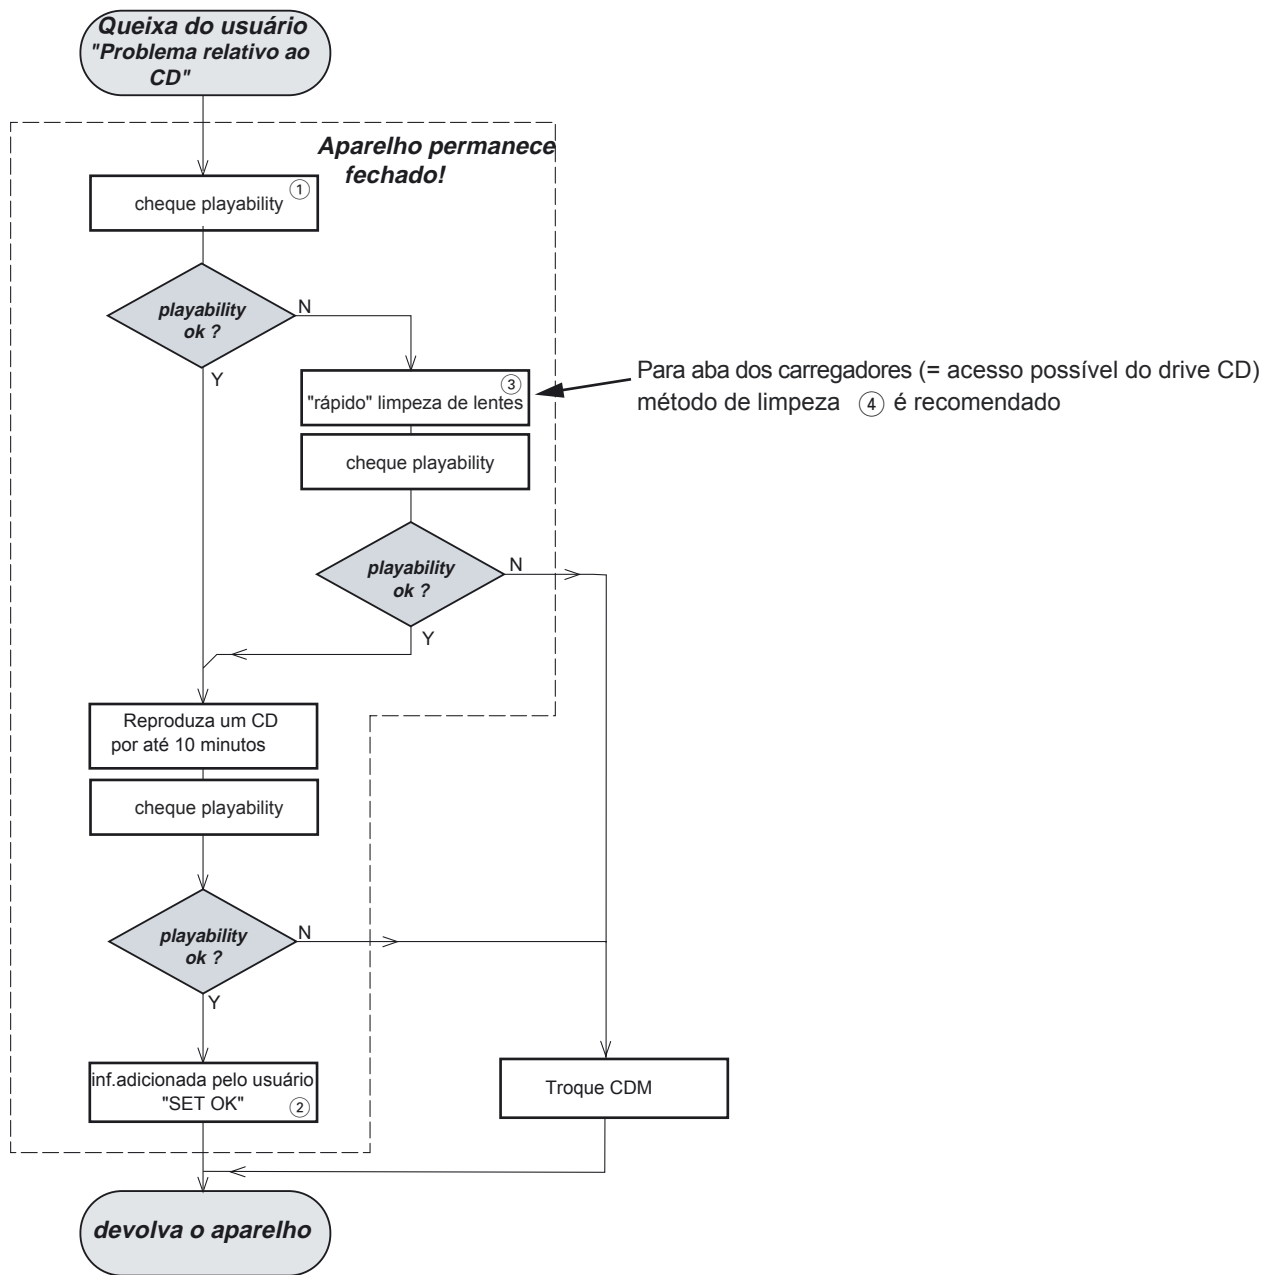 Queixa do usuário
"Problema relativo ao
CD"
Aparelho permanece
fechado!
1
cheque playability
playability
ok ?
N
Y
3
"rápido" limpeza de lentes
Para aba dos carregadores (= acesso possível do drive CD)
método de limpeza 4 é recomendado
cheque playability
playability
ok ?
N
Y
Reproduza um CD
por até 10 minutos
cheque playability
playability
ok ?
N
Y
inf.adicionada pelo usuário
"SET OK" 2
Troque CDM
devolva o aparelho